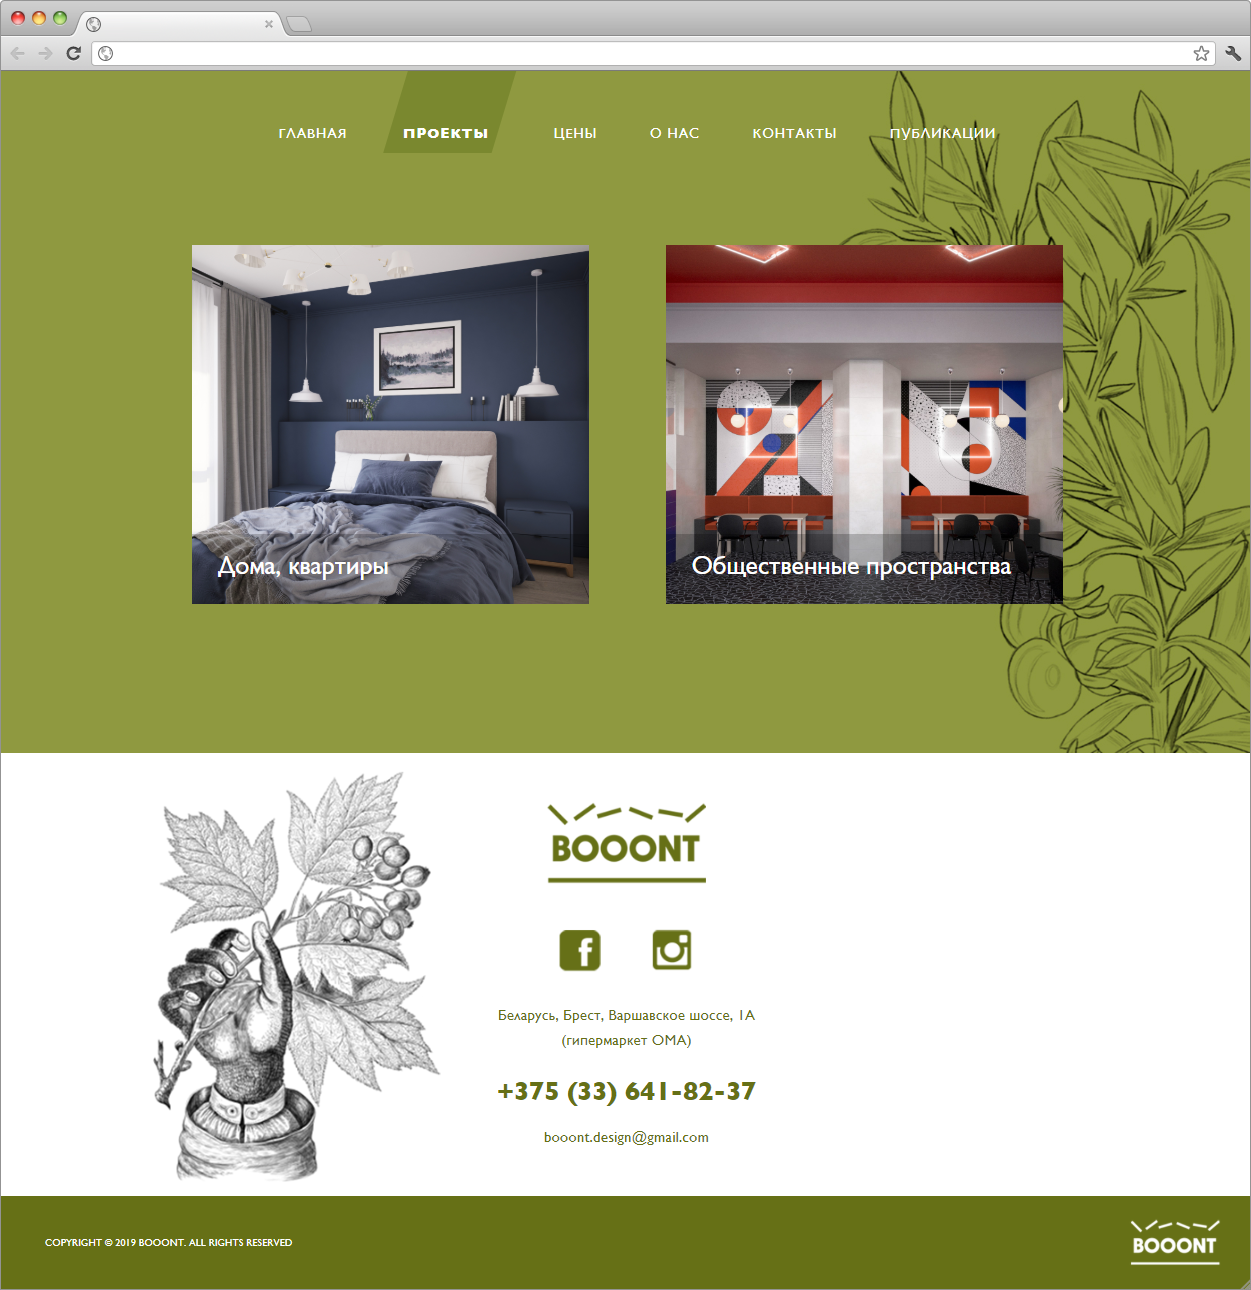 ГЛАВНАЯ ПРОЕКТЫ ЦЕНЫ О НАС КОНТАКТЫ ПУБЛИКАЦИИ
Дома, квартиры
Общественные пространства
BOOONT
f
Беларусь, Брест, Варшавское шоссе, 1А
(гипермаркет ОМА)
+375 (33) 641-82-37
booont.design@gmail.com
COPYRIGHT © 2019 BOOONT. ALL RIGHTS RESERVED
BOOONT